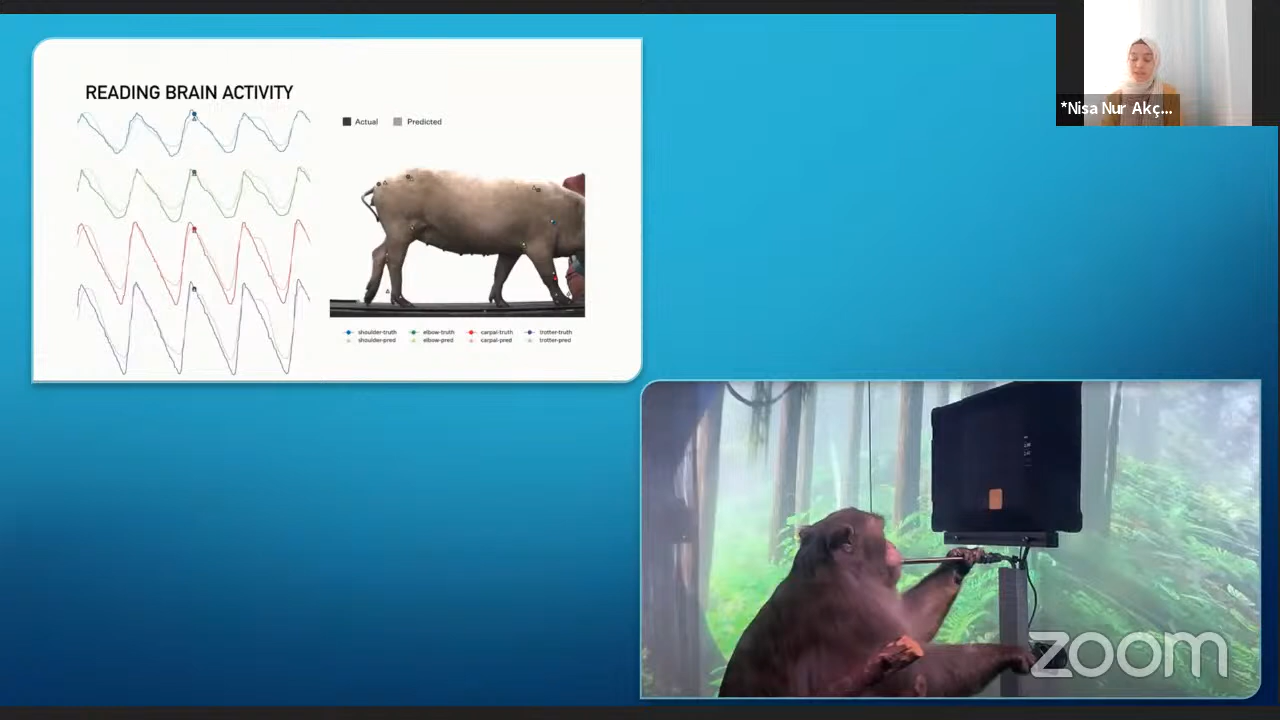 READING BRAIN ACTIVITY
Actual Predicted
shoulder-truth elbow-truth carpal-truth trotter-truth
shoulder-pred elbow-pred carpal-pred trotter-pred
*Nisa Nur Akç...
zoom